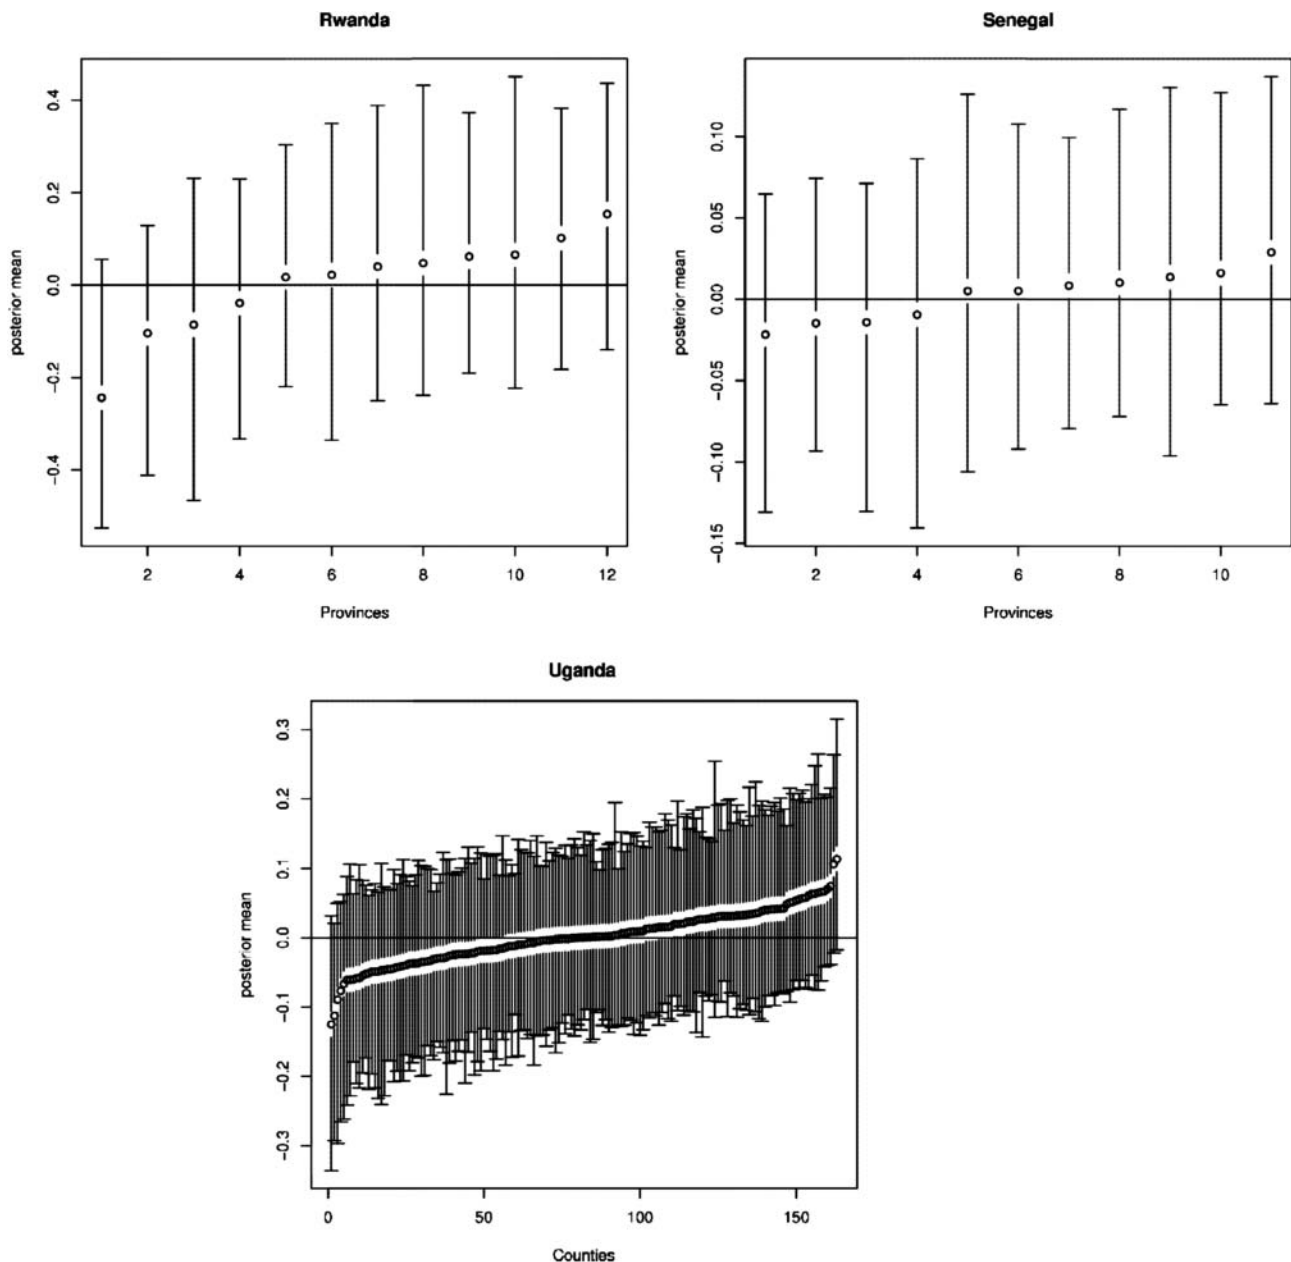 Rwanda
posterior mean
0.4
0.2
0.0
−0.2
−0.4
2 4 6 8 10 12
Provinces
Senegal
posterior mean
0.10
0.05
0.00
−0.05
−0.10
−0.15
2 4 6 8 10
Provinces
Uganda
posterior mean
0.3
0.2
0.1
0.0
−0.1
−0.2
−0.3
0 50 100 150
Counties